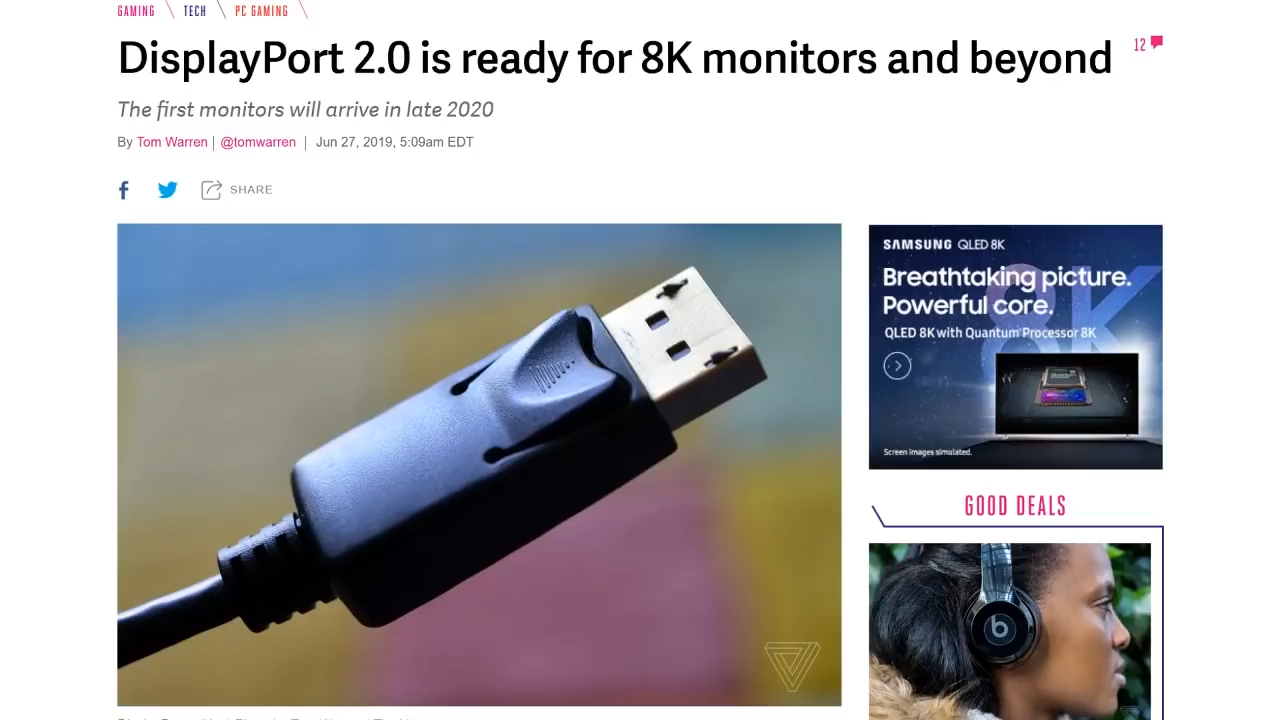 GAMING TECH PC GAMING
DisplayPort 2.0 is ready for 8K monitors and beyond
12
The first monitors will arrive in late 2020
By Tom Warren | @tomwarren | Jun 27, 2019, 5:09am EDT
SHARE
SAMSUNG QLED 8K
8K
Breathtaking picture.
Powerful core.
QLED 8K with Quantum Processor 8K
Screen images simulated.
GOOD DEALS
b